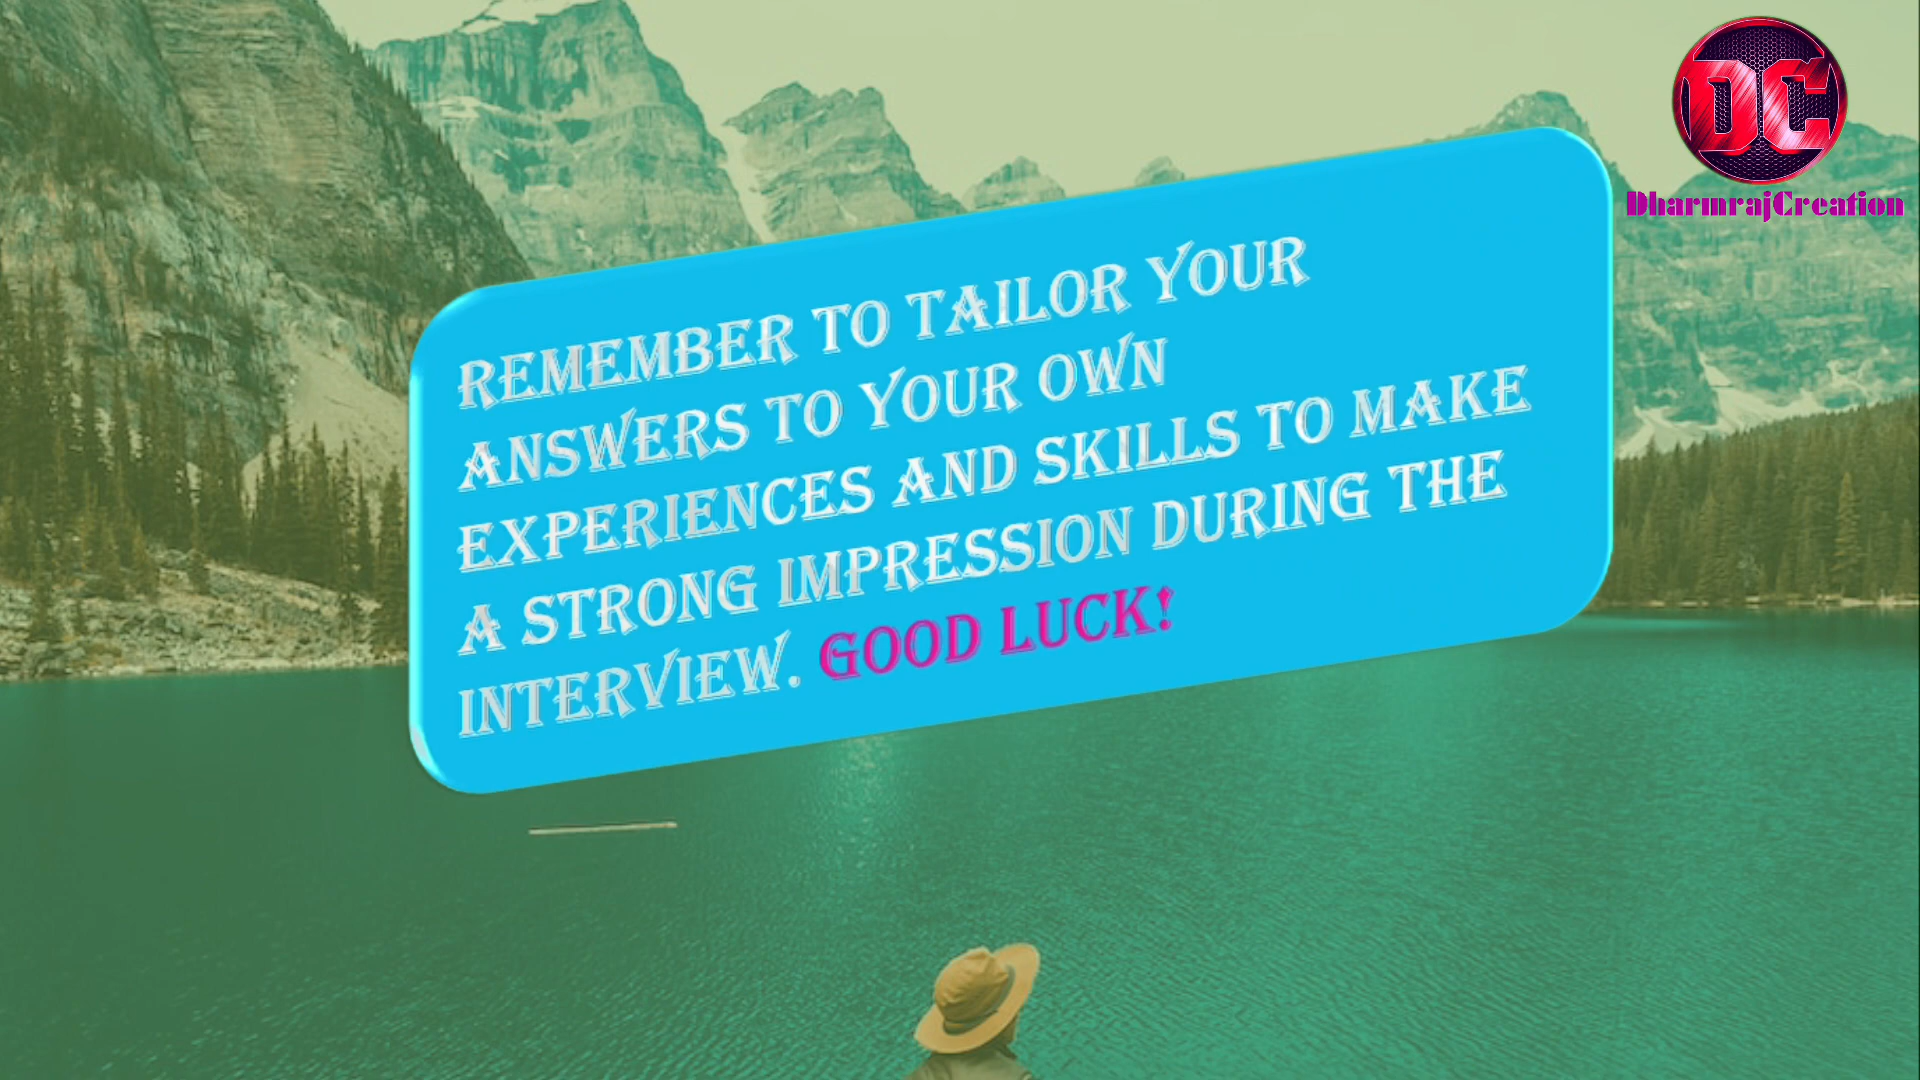 DC
DharmrajCreation
REMEMBER TO TAILOR YOUR
ANSWERS TO YOUR OWN
EXPERIENCES AND SKILLS TO MAKE
A STRONG IMPRESSION DURING THE
INTERVIEW. GOOD LUCK!